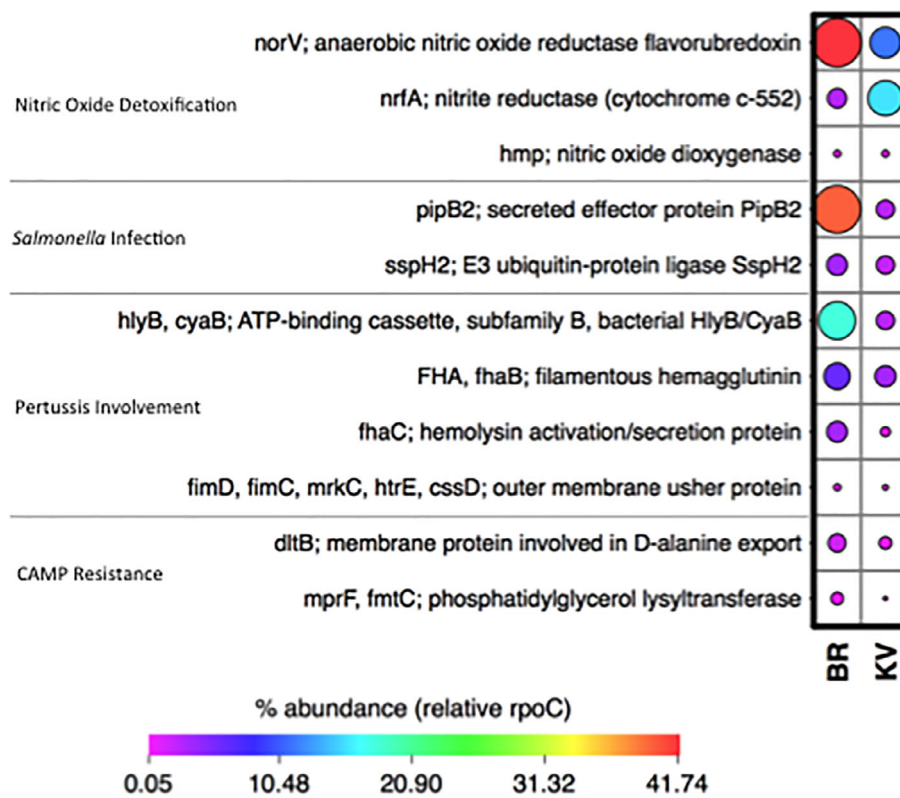 norV; anaerobic nitric oxide reductase flavorubredoxin
Nitric Oxide Detoxification
nrfA; nitrite reductase (cytochrome c-552)
hmp; nitric oxide dioxygenase
pipB2; secreted effector protein PipB2
Salmonella Infection
sspH2; E3 ubiquitin-protein ligase SspH2
hlyB, cyaB; ATP-binding cassette, subfamily B, bacterial HlyB/CyaB
FHA, fhaB; filamentous hemagglutinin
Pertussis Involvement
fhaC; hemolysin activation/secretion protein
fimD, fimC, mrkC, htrE, cssD; outer membrane usher protein
dltB; membrane protein involved in D-alanine export
CAMP Resistance
mprF, fmtC; phosphatidylglycerol lysyltransferase
BR KV
% abundance (relative rpoC)
0.05 10.48 20.90 31.32 41.74